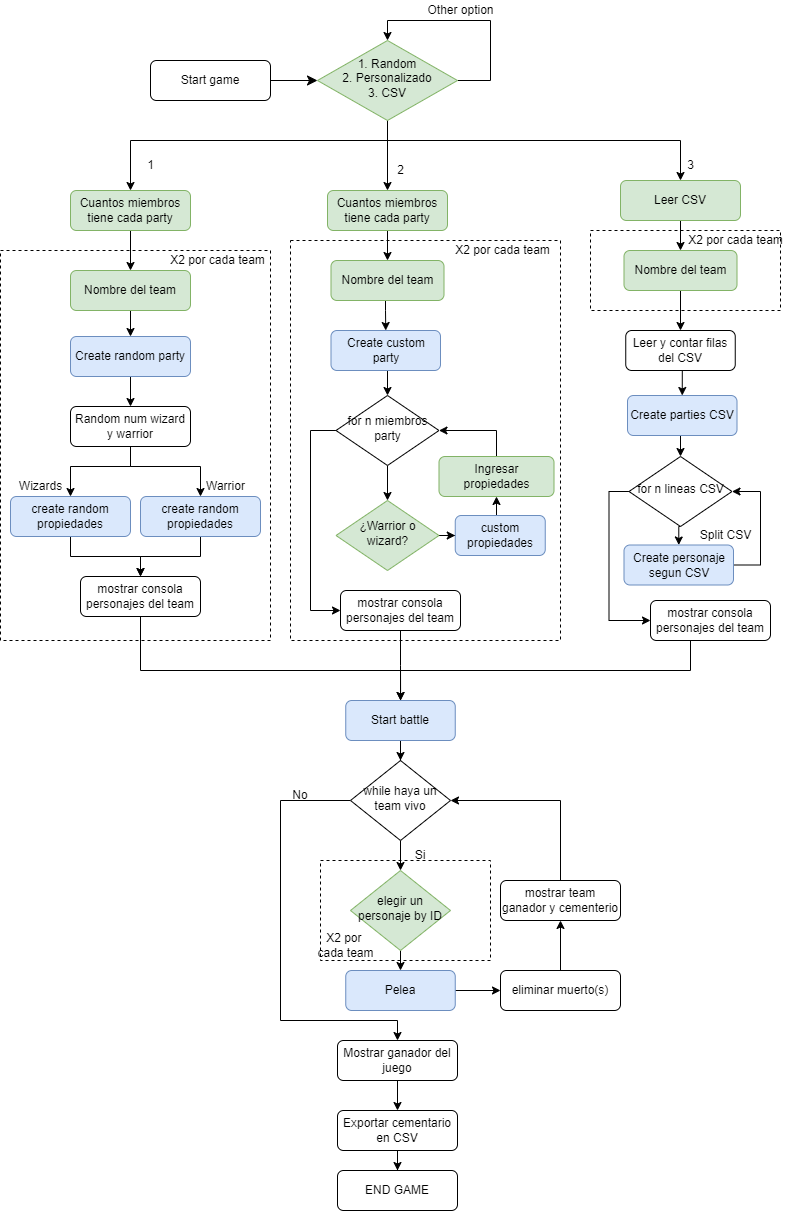 Other option
Start game
1. Random
2. Personalizado
3. CSV
1
2
3
Cuantos miembros
tiene cada party
Cuantos miembros
tiene cada party
Leer CSV
X2 por cada team
X2 por cada team
X2 por cada team
Nombre del team
Nombre del team
Nombre del team
Create random party
Create custom
party
Leer y contar filas
del CSV
Random num wizard
y warrior
for n miembros
party
Create parties CSV
Wizards
Warrior
Ingresar
propiedades
for n lineas CSV
create random
propiedades
create random
propiedades
¿Warrior o
wizard?
custom
propiedades
Split CSV
Create personaje
segun CSV
mostrar consola
personajes del team
mostrar consola
personajes del team
mostrar consola
personajes del team
Start battle
while haya un
team vivo
No
Si
elegir un
personaje by ID
X2 por
cada team
mostrar team
ganador y cementerio
Pelea
eliminar muerto(s)
Mostrar ganador del
juego
Exportar cementario
en CSV
END GAME